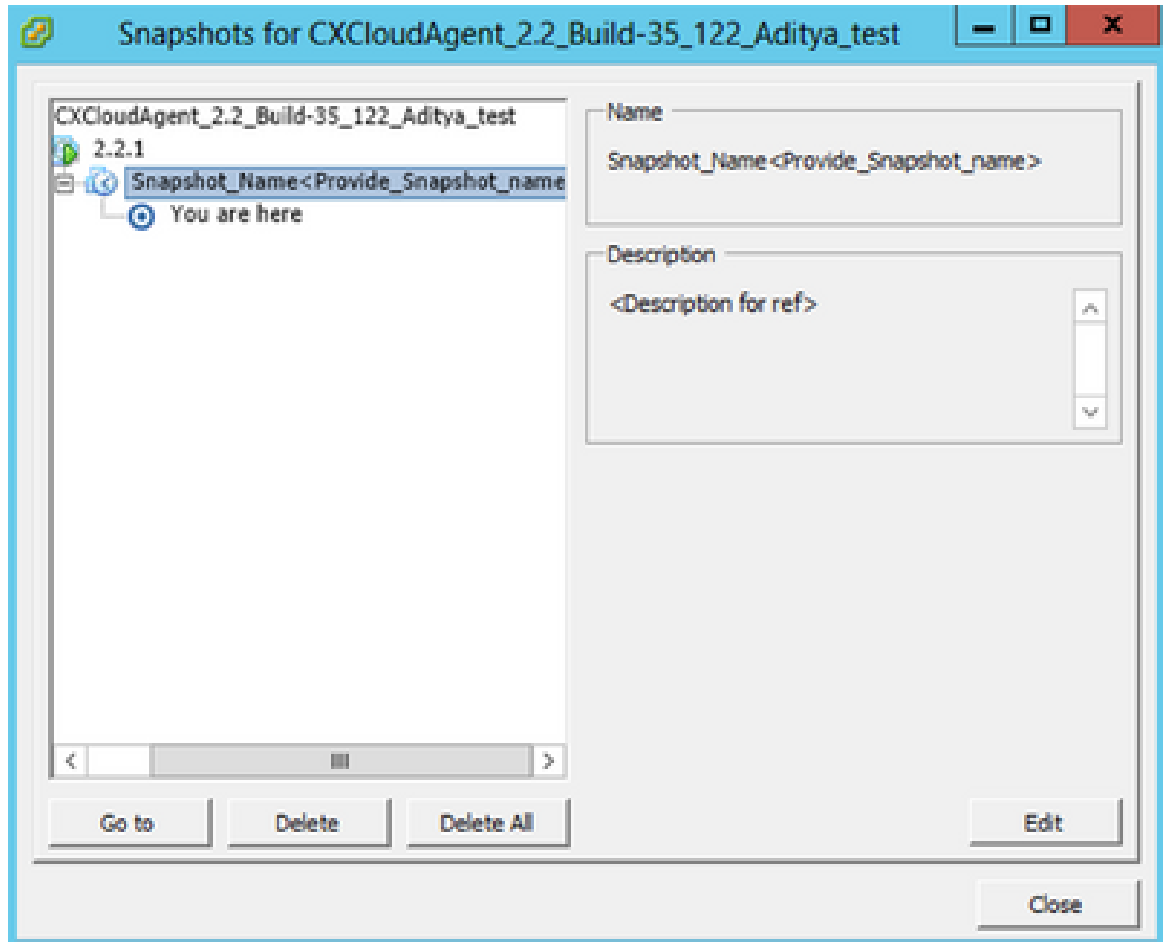 Snapshots for CXCloudAgent_2.2_Build-35_122_Aditya_test
CXCloudAgent_2.2_Build-35_122_Aditya_test
2.2.1
Snapshot_Name<Provide_Snapshot_name
You are here
Name
Snapshot_Name<Provide_Snapshot_name>
Description
<Description for ref>
Go to
Delete
Delete All
Edit
Close